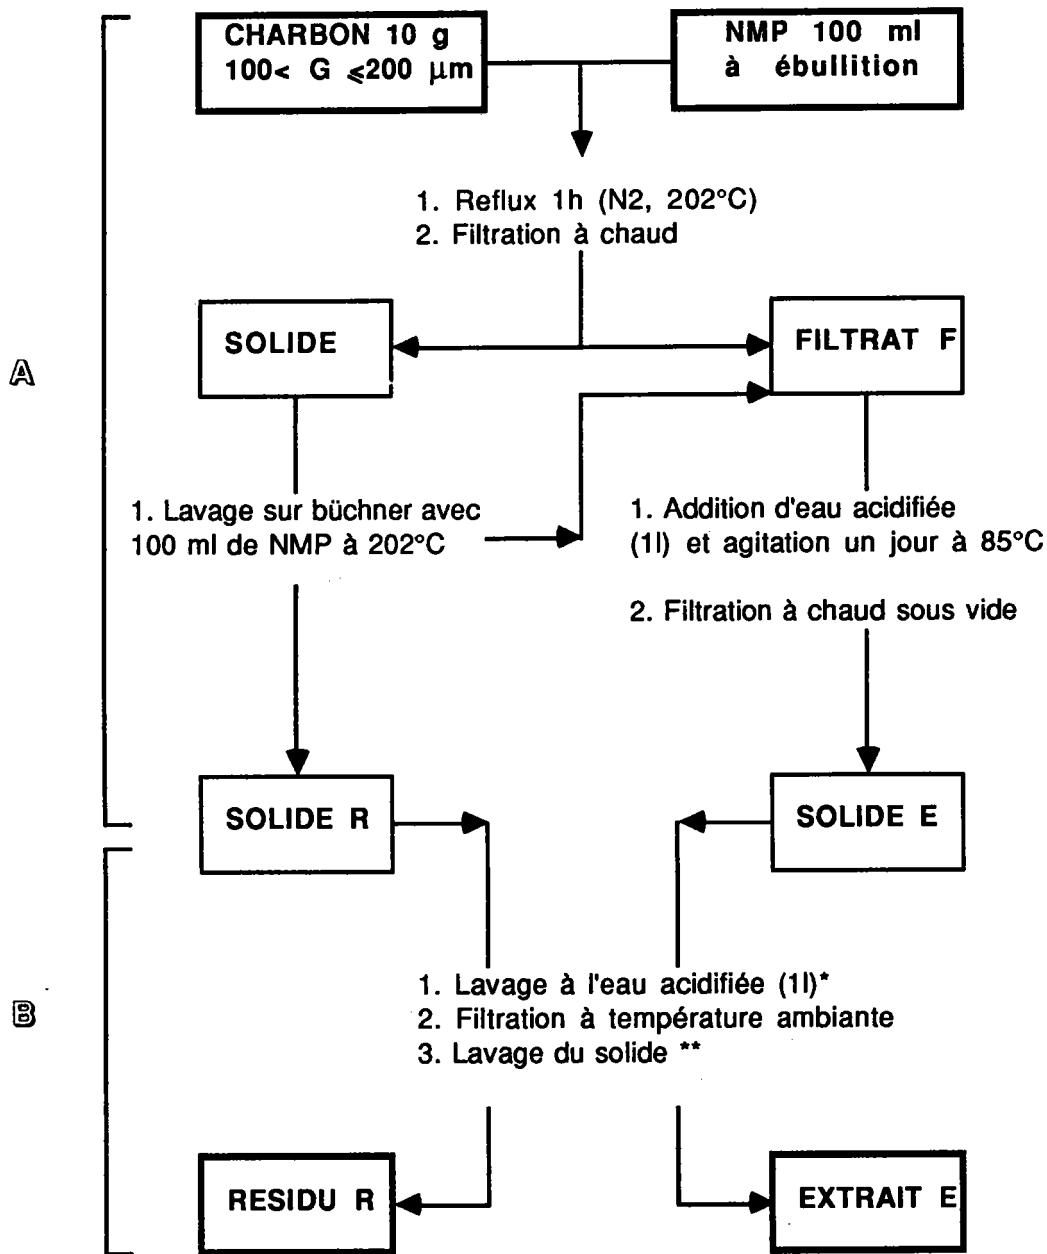 CHARBON 10 g
100< G ⩽200 µm
NMP 100 ml
à ébullition
1. Reflux 1h (N2, 202°C)
2. Filtration à chaud
SOLIDE
FILTRAT F
A
1. Lavage sur büchner avec
100 ml de NMP à 202°C
1. Addition d'eau acidifiée
(1l) et agitation un jour à 85°C
2. Filtration à chaud sous vide
SOLIDE R
SOLIDE E
B
1. Lavage à l'eau acidifiée (1l)*
2. Filtration à température ambiante
3. Lavage du solide **
RESIDU R
EXTRAIT E